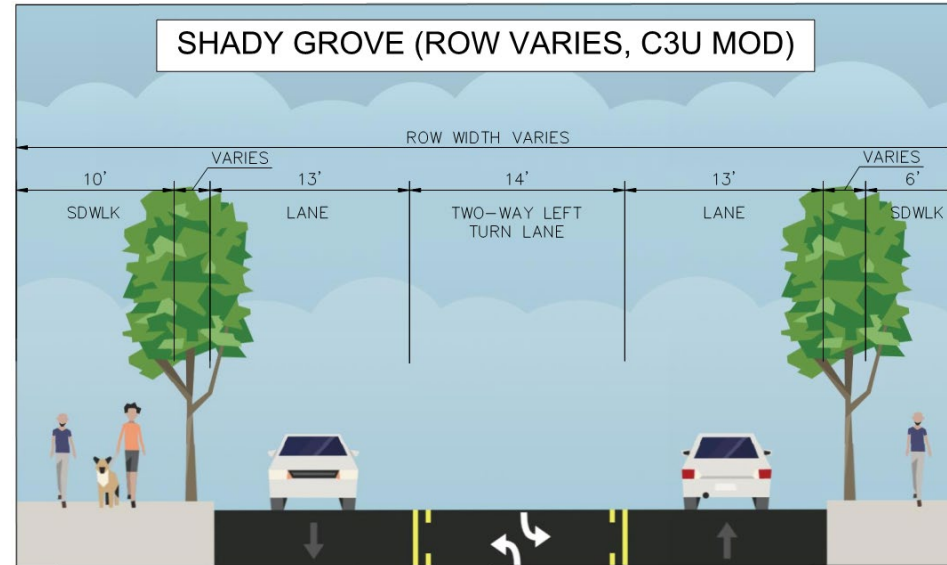 SHADY GROVE (ROW VARIES, C3U MOD)
ROW WIDTH VARIES
VARIES
VARIES
10'
13'
14'
13'
6'
SDWLK
LANE
TWO-WAY LEFT
TURN LANE
LANE
SDWLK